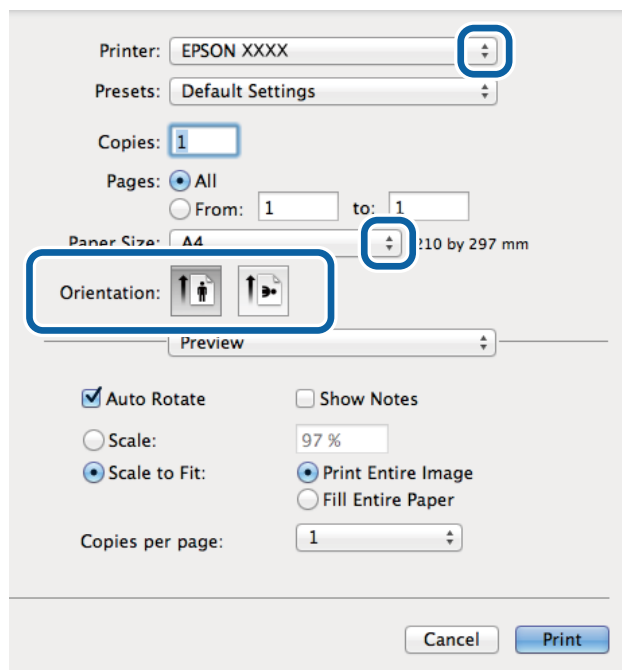 Printer: EPSON XXXX
Presets: Default Settings
Copies: 1
Pages: All
From: 1 to: 1
Paper Size: A4 210 by 297 mm
Orientation:
Preview
Auto Rotate Show Notes
Scale: 97 %
Scale to Fit: Print Entire Image
Fill Entire Paper
Copies per page: 1
Cancel Print